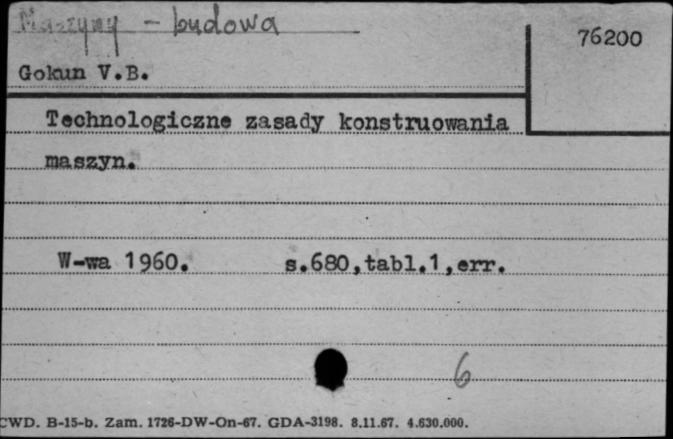 Maszyny - budowa
76200
Gokun V.B.
Technologiczne zasady konstruowania
maszyn.
W-wa 1960. s.680,tabl.1,err.
6
CWD. B-15-b. Zam. 1726-DW-On-67. GDA-3198. 8.11.67. 4.630.000.